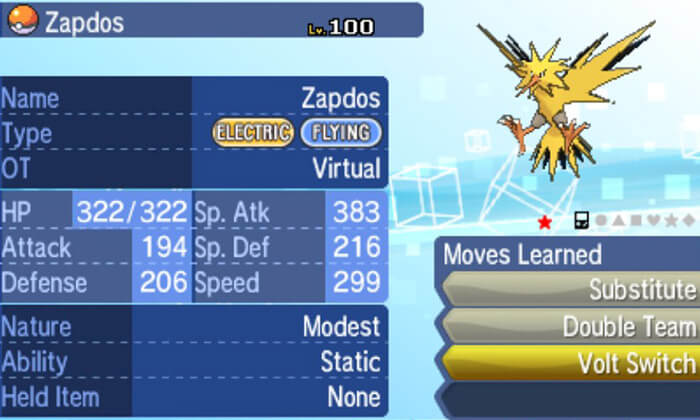 Zapdos Lv.100
Name Zapdos
Type ELECTRIC FLYING
OT Virtual
HP 322/322 Sp. Atk 383
Attack 194 Sp. Def 216
Defense 206 Speed 299
Nature Modest
Ability Static
Held Item None
Moves Learned
Substitute
Double Team
Volt Switch